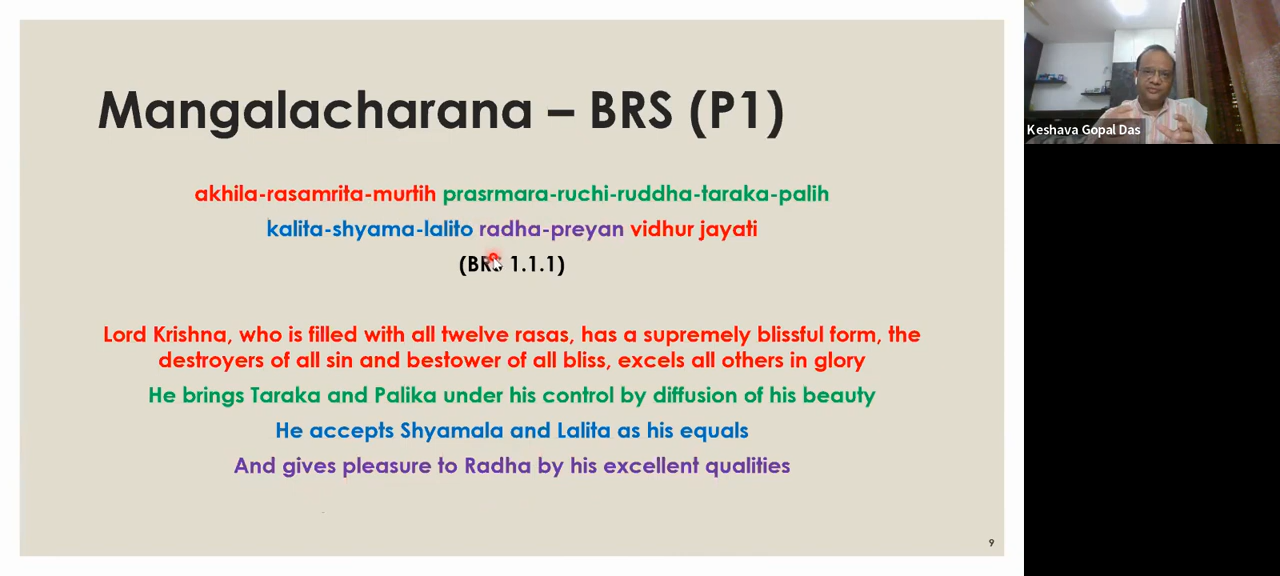 Mangalacharana – BRS (P1)
akhila-rasamrita-murtih prasrmara-ruchi-ruddha-taraka-palih
kalita-shyama-lalito radha-preyan vidhur jayati
(BRS 1.1.1)
Lord Krishna, who is filled with all twelve rasas, has a supremely blissful form, the
destroyers of all sin and bestower of all bliss, excels all others in glory
He brings Taraka and Palika under his control by diffusion of his beauty
He accepts Shyamala and Lalita as his equals
And gives pleasure to Radha by his excellent qualities
9
Keshava Gopal Das